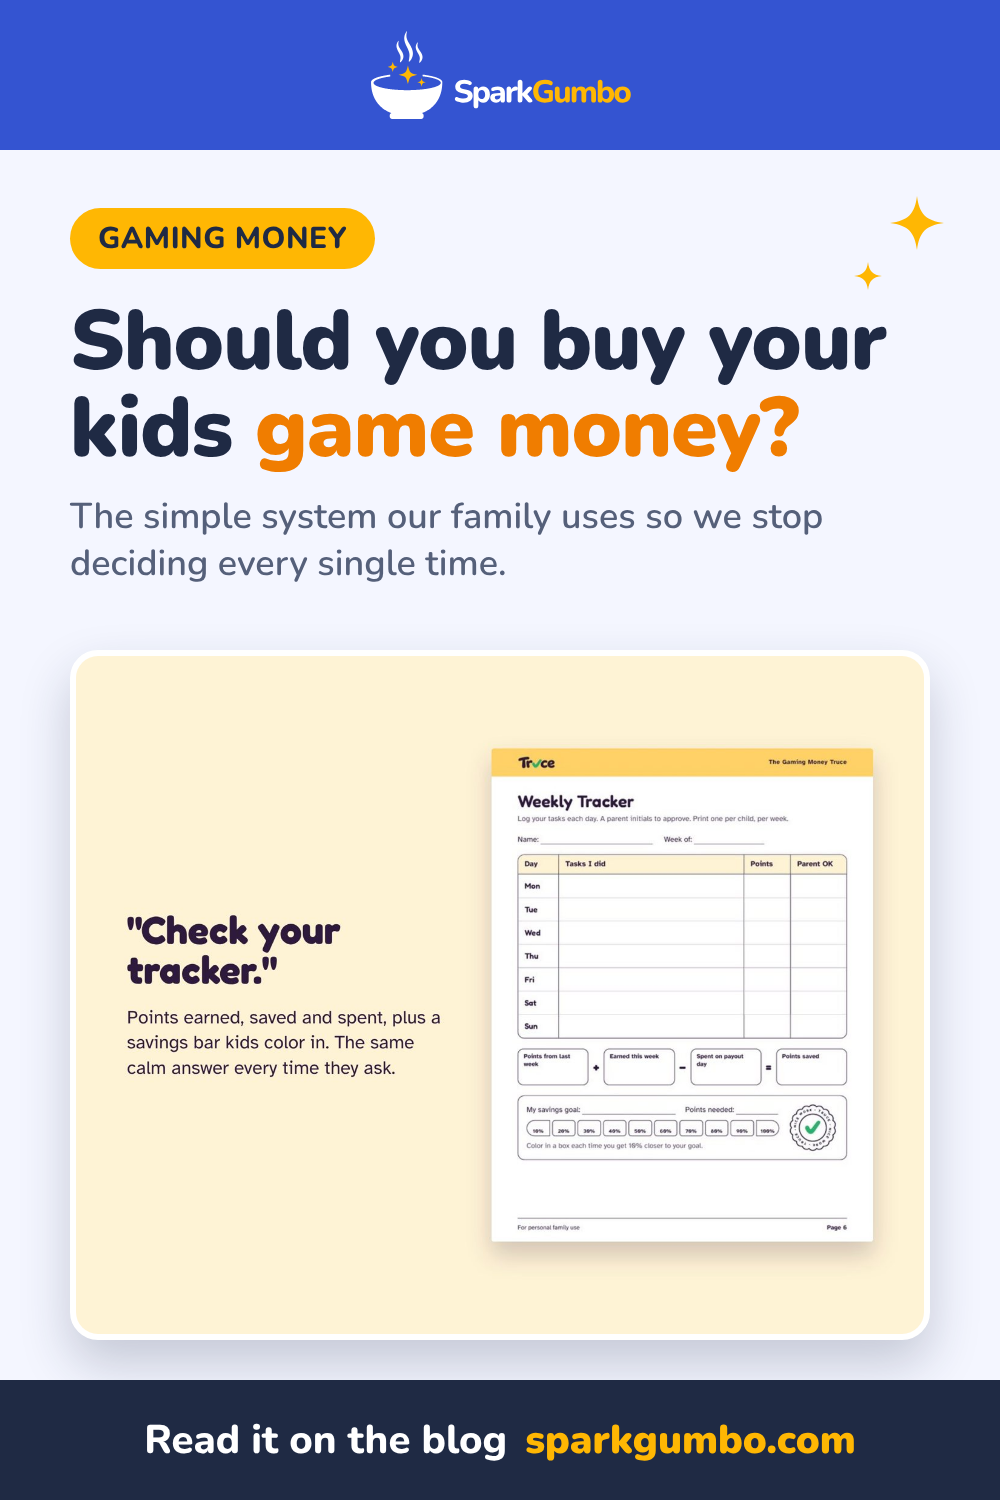 SparkGumbo
GAMING MONEY
Should you buy your
kids game money?
The simple system our family uses so we stop
deciding every single time.
"Check your
tracker."
Points earned, saved and spent, plus a
savings bar kids color in. The same
calm answer every time they ask.
Truce
The Gaming Money Truce
Weekly Tracker
Log your tasks each day. A parent initials to approve. Print one per child, per week.
Name: Week of:
Day Tasks I did Points Parent OK
Mon
Tue
Wed
Thu
Fri
Sat
Sun
Points from last
week
+
Earned this week
−
Spent on payout
day
=
Points saved
My savings goal: Points needed:
10% 20% 30% 40% 50% 60% 70% 80% 90% 100%
Color in a box each time you get 10% closer to your goal.
For personal family use
Page 6
Read it on the blog sparkgumbo.com